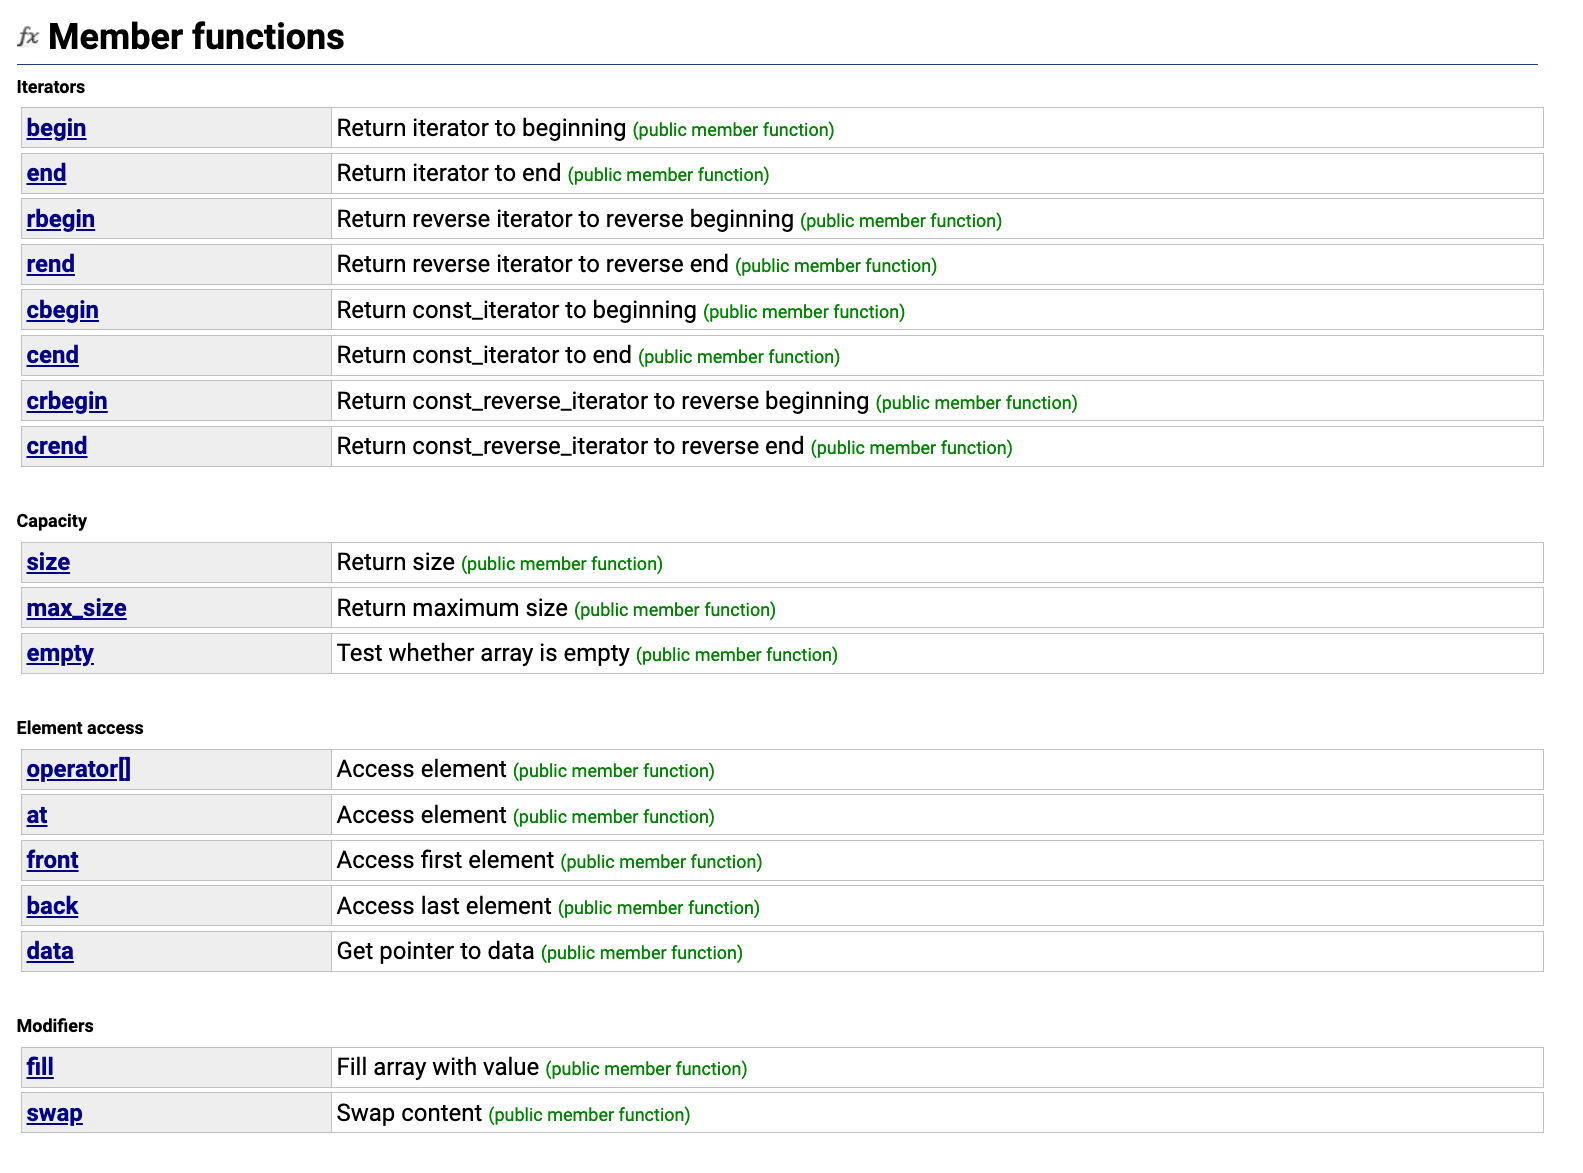 fx Member functions
Iterators
begin Return iterator to beginning (public member function)
end Return iterator to end (public member function)
rbegin Return reverse iterator to reverse beginning (public member function)
rend Return reverse iterator to reverse end (public member function)
cbegin Return const_iterator to beginning (public member function)
cend Return const_iterator to end (public member function)
crbegin Return const_reverse_iterator to reverse beginning (public member function)
crend Return const_reverse_iterator to reverse end (public member function)
Capacity
size Return size (public member function)
max_size Return maximum size (public member function)
empty Test whether array is empty (public member function)
Element access
operator[] Access element (public member function)
at Access element (public member function)
front Access first element (public member function)
back Access last element (public member function)
data Get pointer to data (public member function)
Modifiers
fill Fill array with value (public member function)
swap Swap content (public member function)